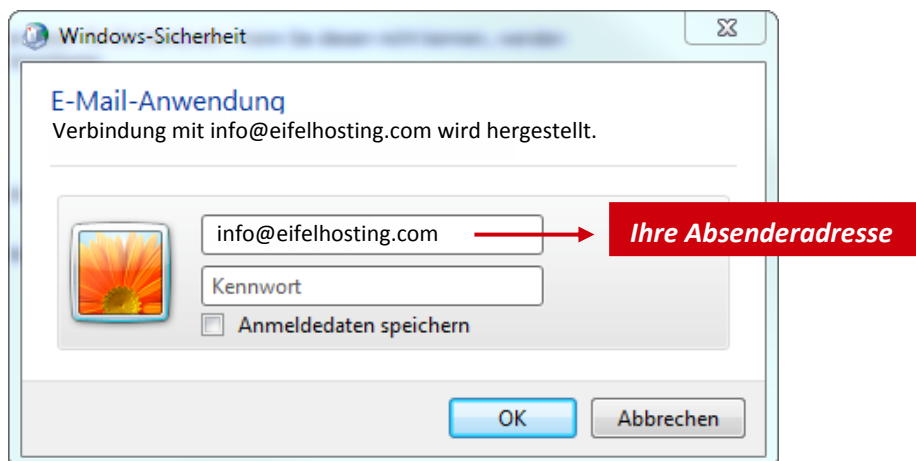 Windows-Sicherheit
E-Mail-Anwendung
Verbindung mit info@eifelhosting.com wird hergestellt.
info@eifelhosting.com
Ihre Absenderadresse
Kennwort
Anmeldedaten speichern
OK
Abbrechen